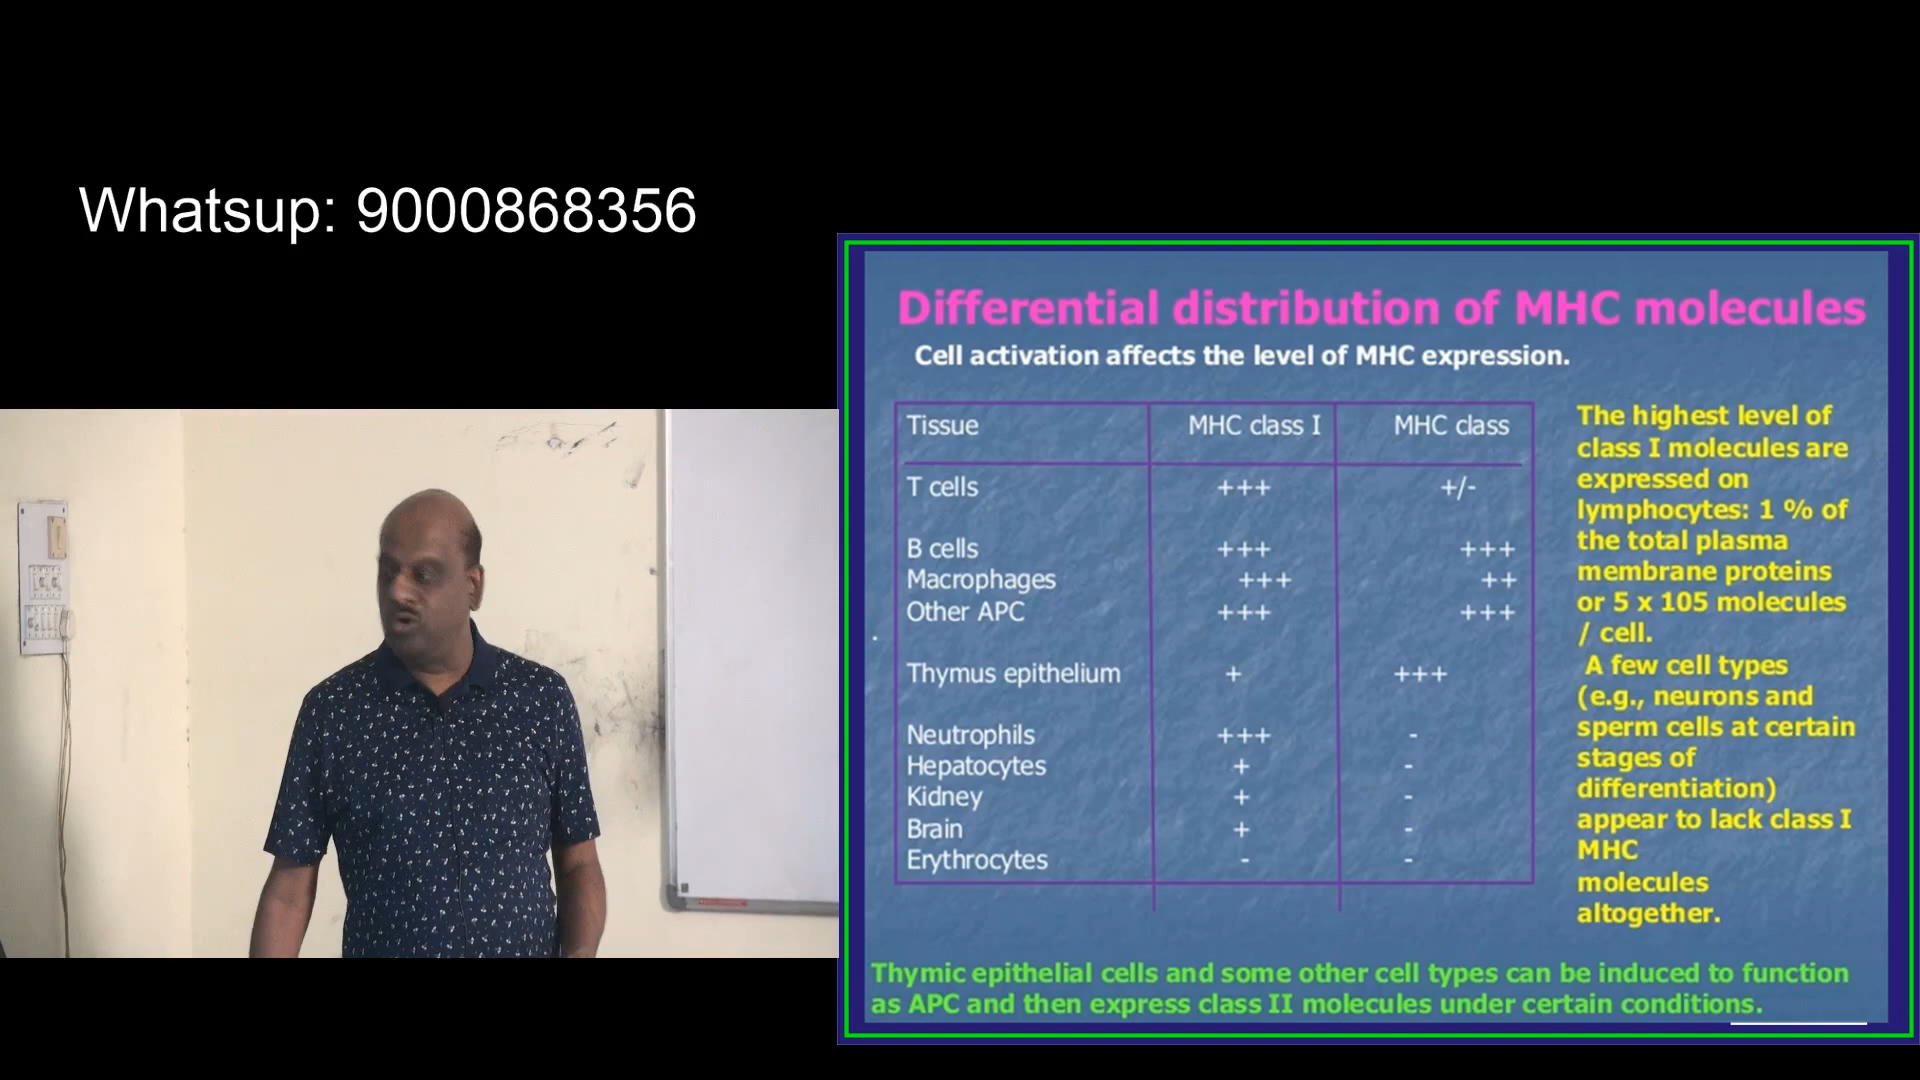 Whatsup: 9000868356
Differential distribution of MHC molecules
Cell activation affects the level of MHC expression.
Tissue MHC class I MHC class
T cells +++ +/-
B cells +++ +++
Macrophages +++ ++
Other APC +++ +++
.
Thymus epithelium + +++
Neutrophils +++ -
Hepatocytes + -
Kidney + -
Brain + -
Erythrocytes - -
The highest level of
class I molecules are
expressed on
lymphocytes: 1 % of
the total plasma
membrane proteins
or 5 x 105 molecules
/ cell.
A few cell types
(e.g., neurons and
sperm cells at certain
stages of
differentiation)
appear to lack class I
MHC
molecules
altogether.
Thymic epithelial cells and some other cell types can be induced to function
as APC and then express class II molecules under certain conditions.